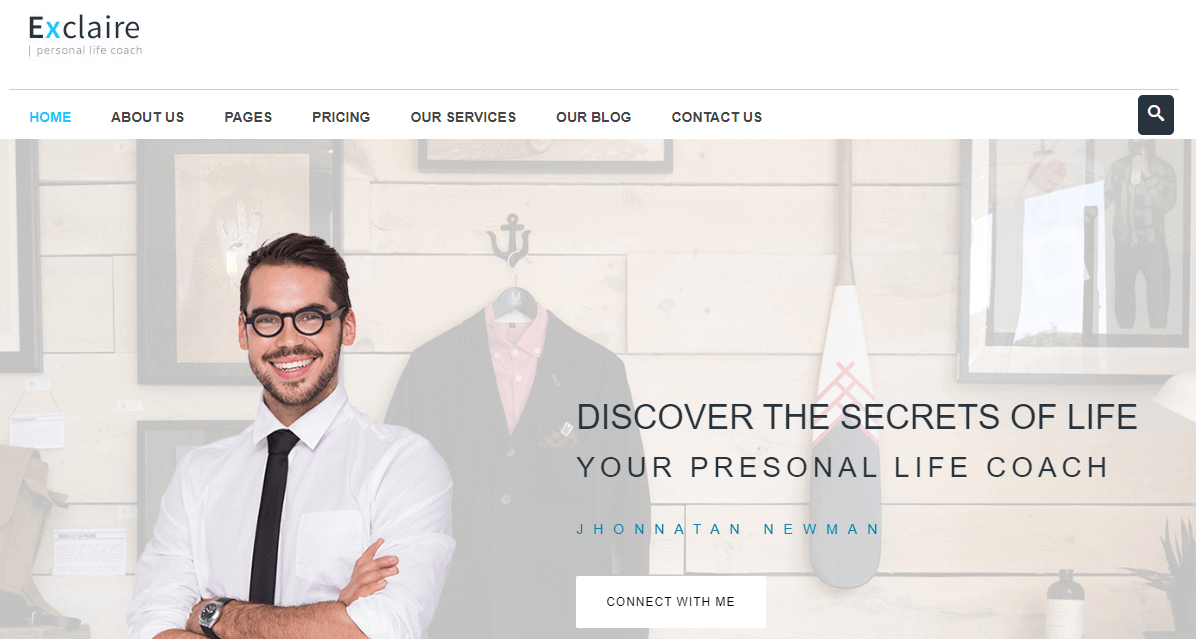 Exclaire
| personal life coach
HOME ABOUT US PAGES PRICING OUR SERVICES OUR BLOG CONTACT US
DISCOVER THE SECRETS OF LIFE
YOUR PRESONAL LIFE COACH
JHONNATAN NEWMAN
CONNECT WITH ME